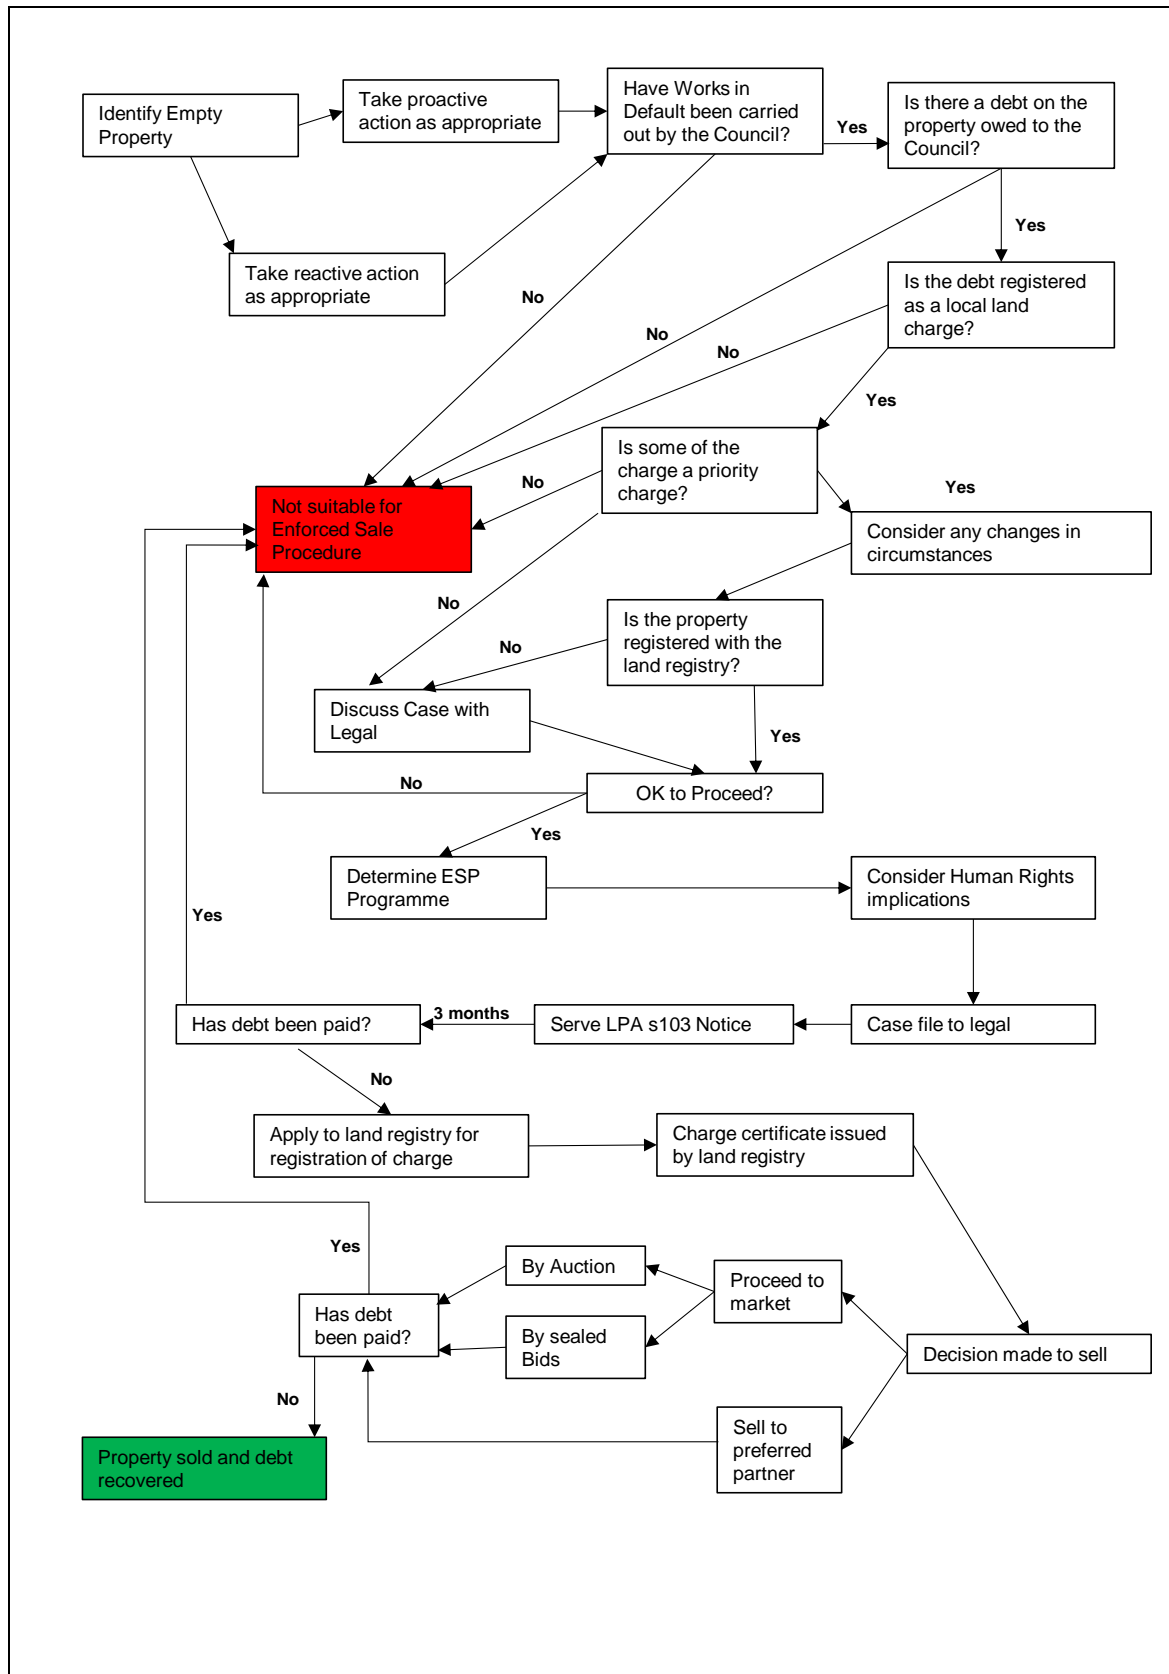 Identify Empty
Property
Take proactive
action as appropriate
Have Works in
Default been carried
out by the Council?
Yes
Is there a debt on the
property owed to the
Council?
Yes
Take reactive action
as appropriate
No
No
No
Is the debt registered
as a local land
charge?
Yes
Is some of the
charge a priority
charge?
No
Yes
Not suitable for
Enforced Sale
Procedure
Consider any changes in
circumstances
No
Is the property
registered with the
land registry?
No
Discuss Case with
Legal
Yes
No
OK to Proceed?
Yes
Determine ESP
Programme
Consider Human Rights
implications
Yes
Has debt been paid?
3 months
Serve LPA s103 Notice
Case file to legal
No
Apply to land registry for
registration of charge
Charge certificate issued
by land registry
Yes
By Auction
Proceed to
market
Has debt
been paid?
By sealed
Bids
Decision made to sell
No
Sell to
preferred
partner
Property sold and debt
recovered